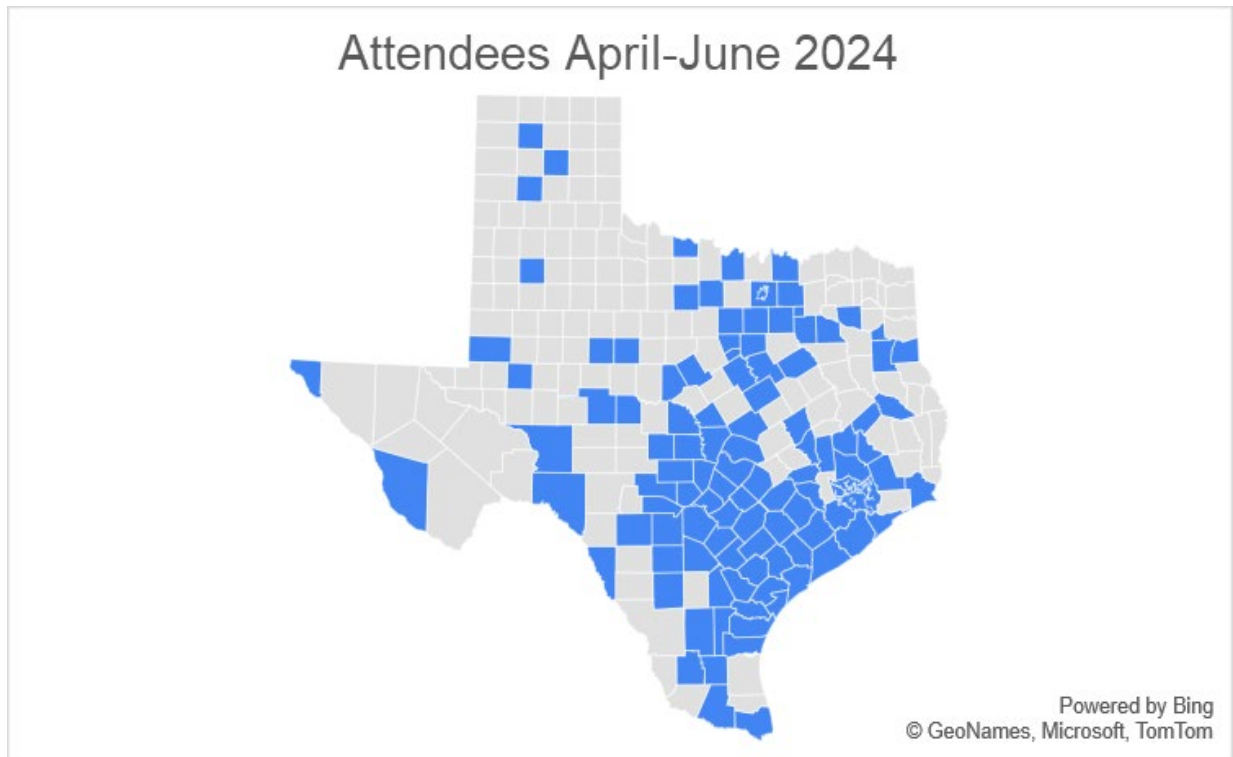 Attendees April-June 2024
Powered by Bing
© GeoNames, Microsoft, TomTom